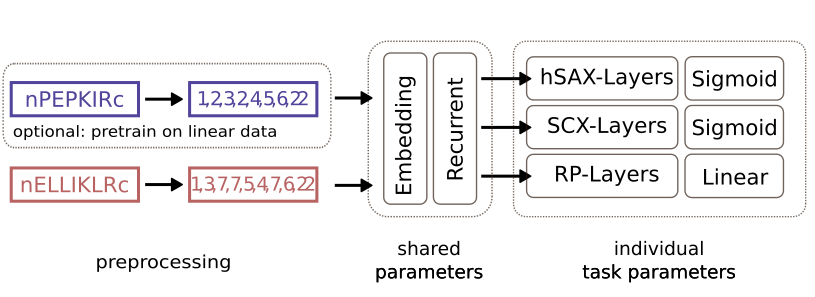 nPEPKIRc
1,2,3,2,4,5,6,22
optional: pretrain on linear data
nELLIKLRc
1,3,7,7,5,4,7,6,22
preprocessing
Embedding
Recurrent
shared
parameters
hSAX-Layers
Sigmoid
SCX-Layers
Sigmoid
RP-Layers
Linear
individual
task parameters